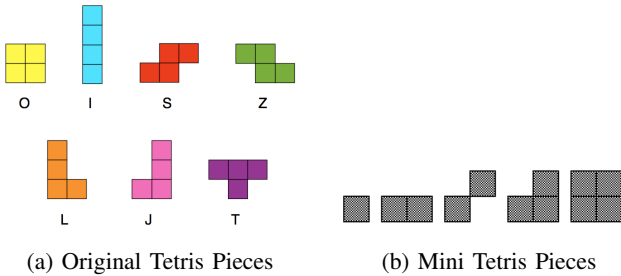 O I S Z
L J T
(a) Original Tetris Pieces (b) Mini Tetris Pieces